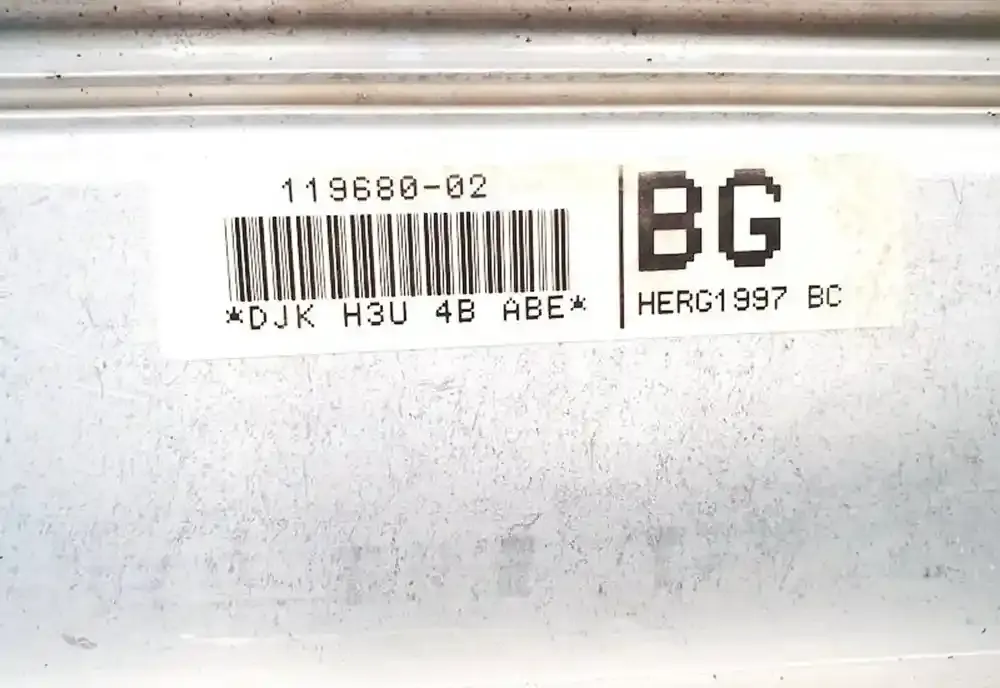 119680-02
*DJK H3U 4B ABE*
BG
HERG1997 BC